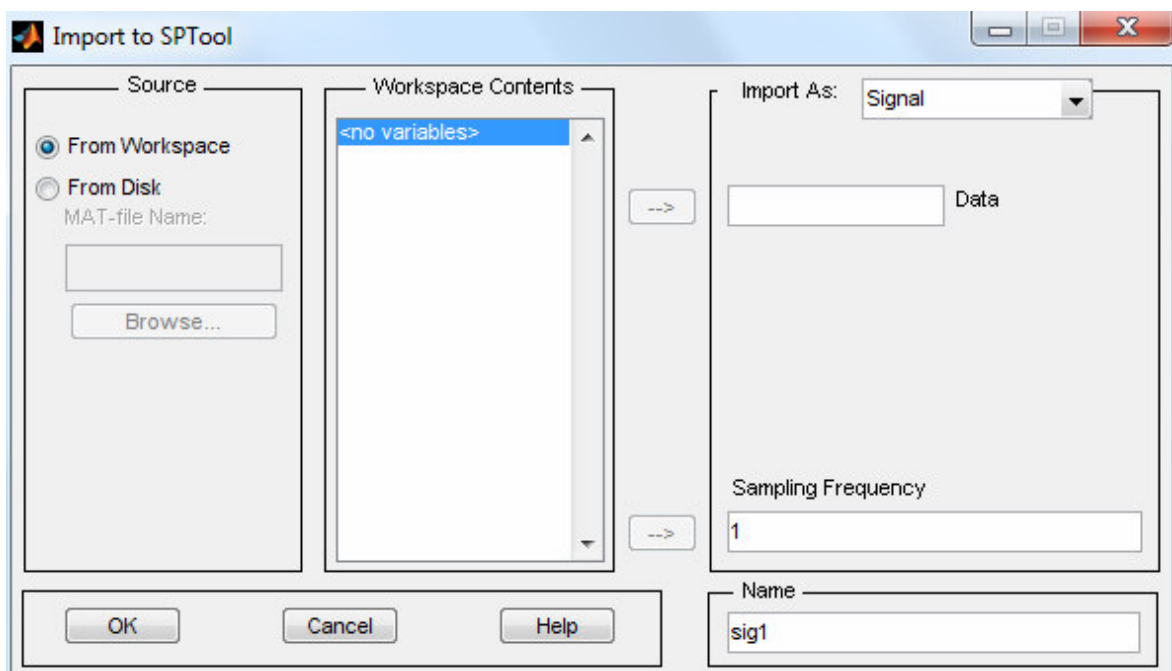 Import to SPTool
Source
From Workspace
From Disk
MAT-file Name:
Browse...
Workspace Contents
<no variables>
-->
-->
Import As:
Signal
Data
Sampling Frequency
1
OK
Cancel
Help
Name
sig1